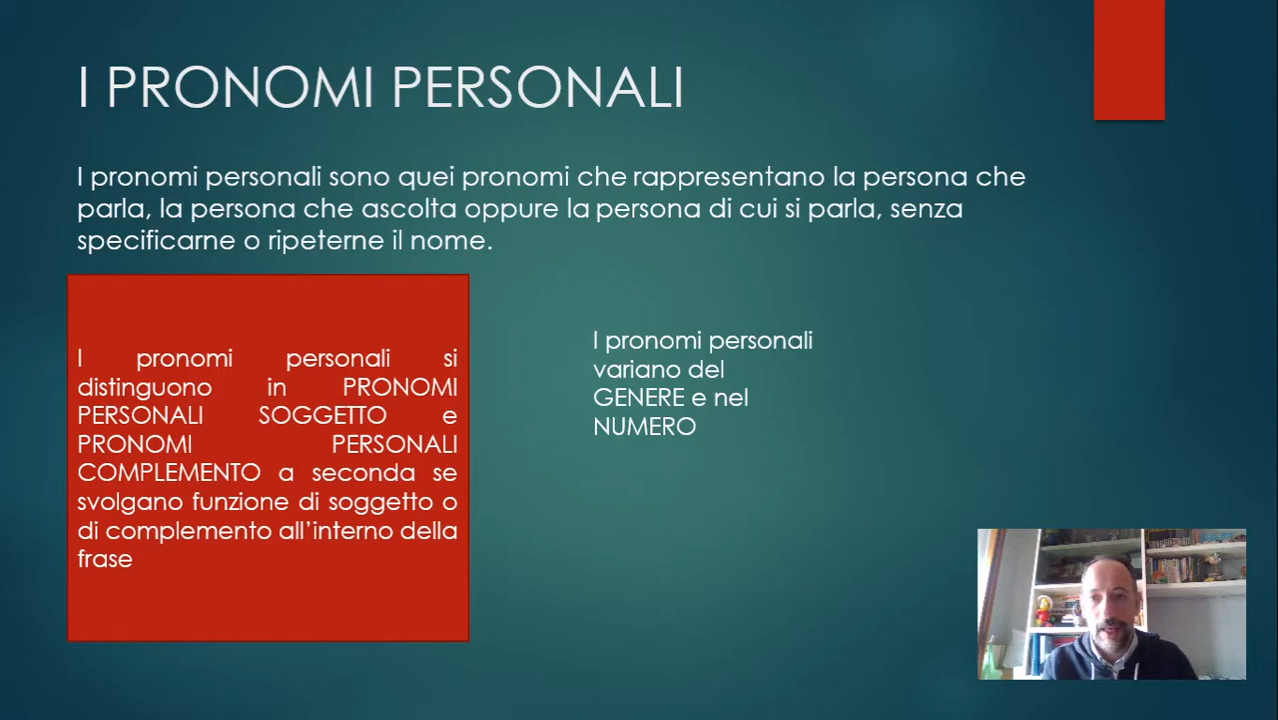 I PRONOMI PERSONALI
I pronomi personali sono quei pronomi che rappresentano la persona che
parla, la persona che ascolta oppure la persona di cui si parla, senza
specificarne o ripeterne il nome.
I pronomi personali si
distinguono in PRONOMI
PERSONALI SOGGETTO e
PRONOMI PERSONALI
COMPLEMENTO a seconda se
svolgano funzione di soggetto o
di complemento all’interno della
frase
I pronomi personali
variano del
GENERE e nel
NUMERO